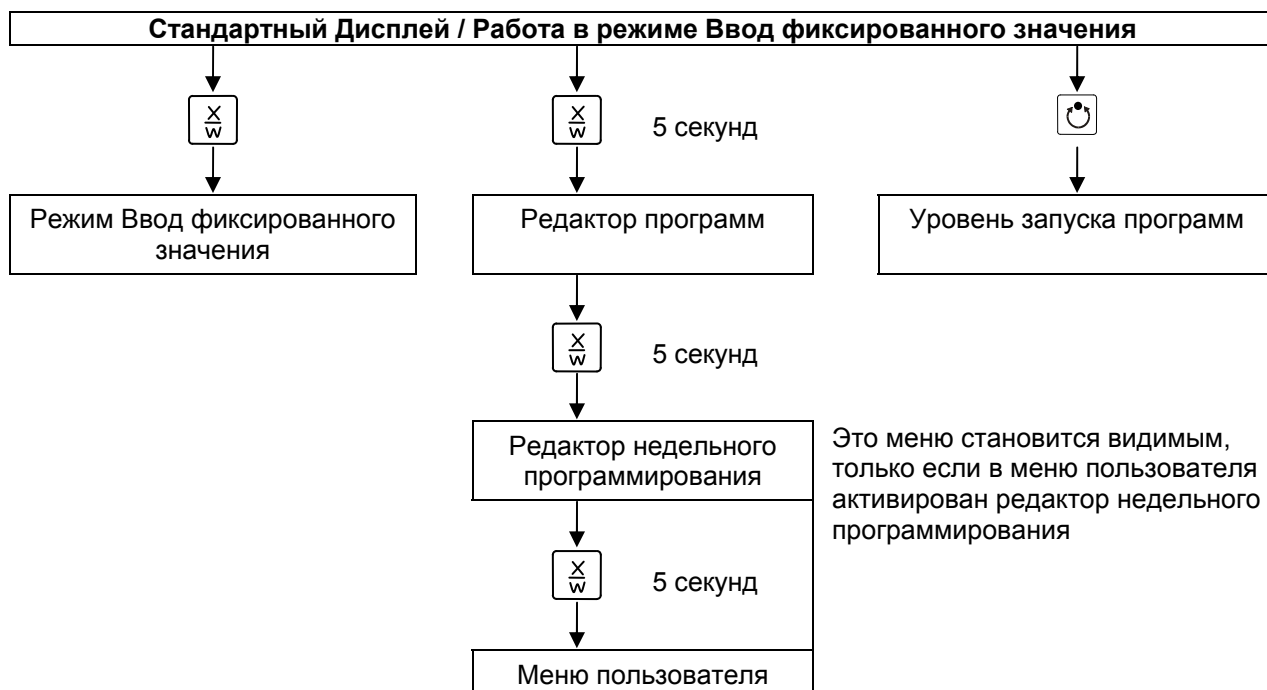 Стандартный Дисплей / Работа в режиме Ввод фиксированного значения
X
W
X
W
5 секунд
Режим Ввод фиксированного
значения
Редактор программ
Уровень запуска программ
X
W
5 секунд
Редактор недельного
программирования
Это меню становится видимым,
только если в меню пользователя
активирован редактор недельного
программирования
X
W
5 секунд
Меню пользователя